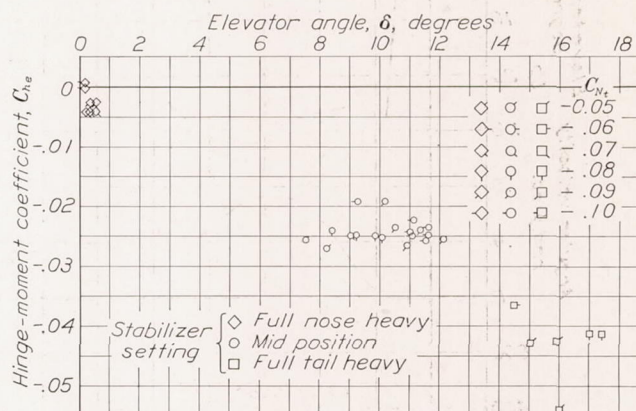 Elevator angle, δ, degrees
0 2 4 6 8 10 12 14 16 18
Hinge-moment coefficient, Che
0
-.01
-.02
-.03
-.04
-.05
CNt
-0.05
- .06
- .07
- .08
- .09
- .10
Stabilizer setting
Full nose heavy
Mid position
Full tail heavy